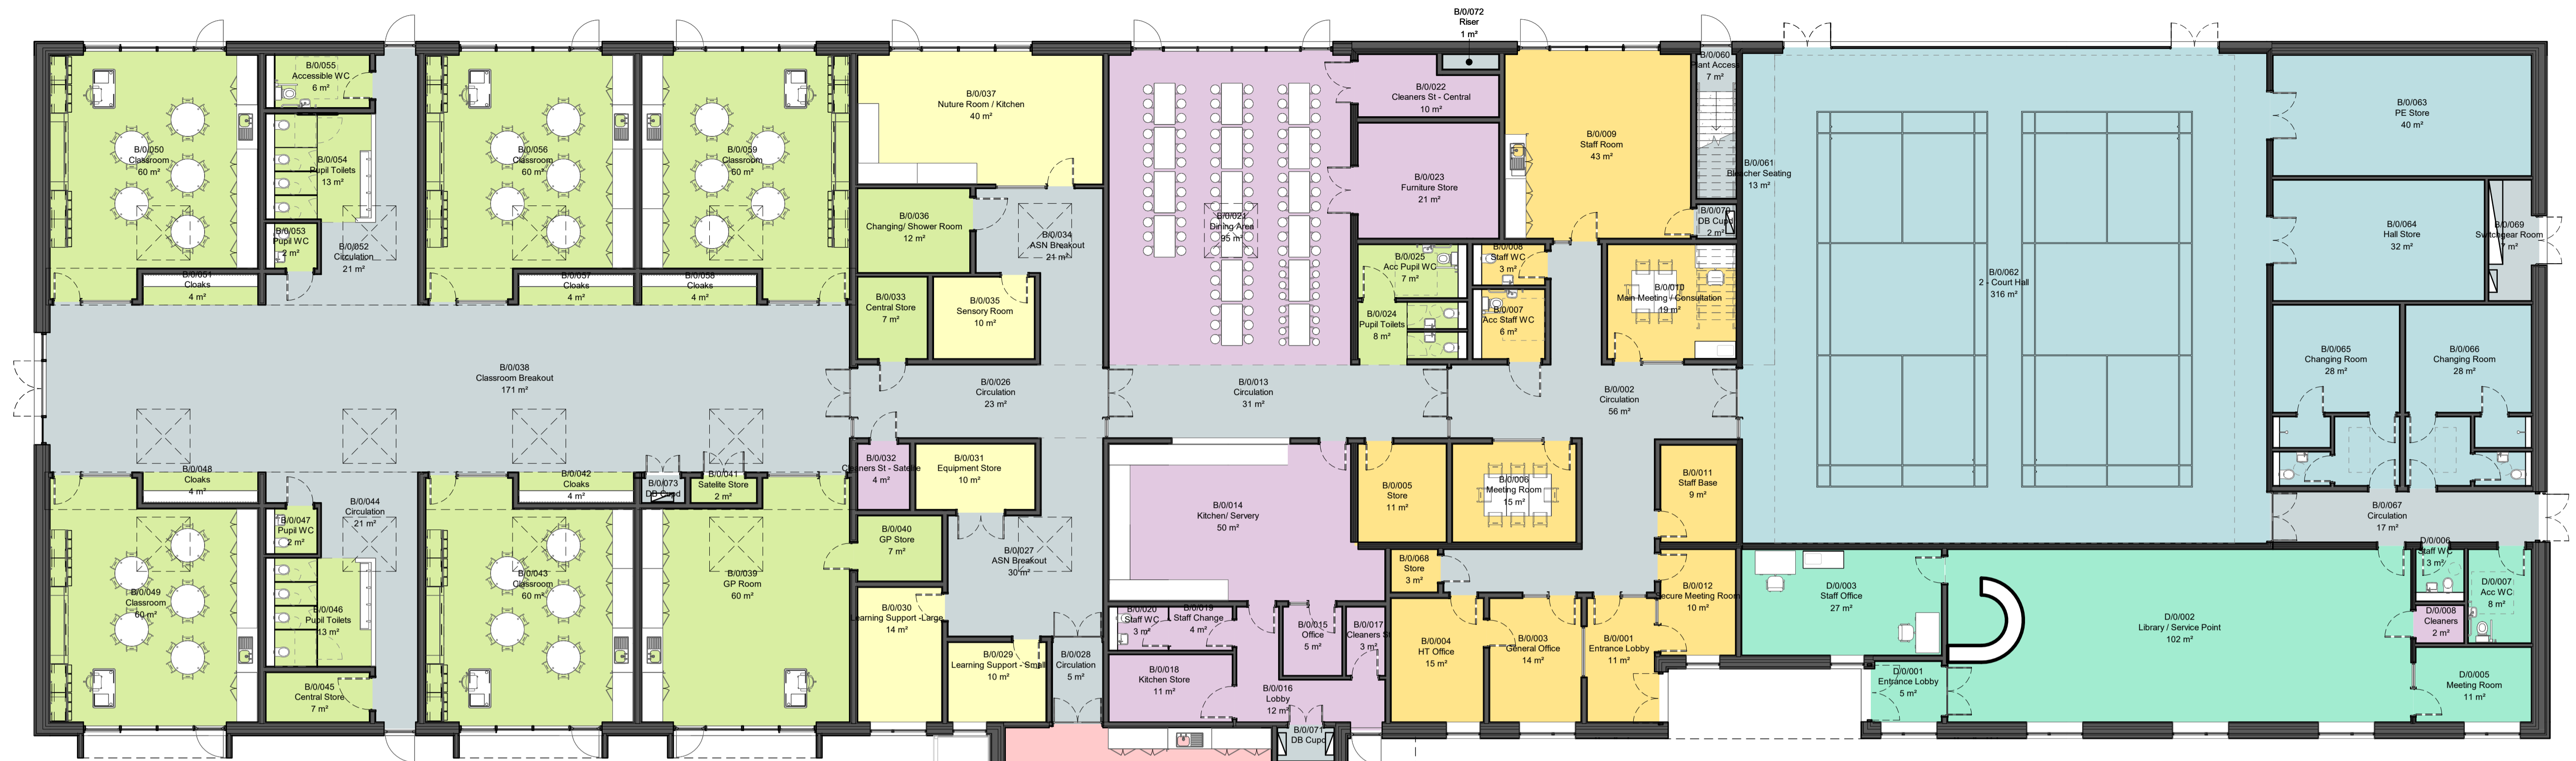 B/0/072
Riser
1 m²
B/0/055
Accessible WC
6 m²
B/0/060
Plant Access
7 m²
B/0/037
Nuture Room / Kitchen
40 m²
B/0/022
Cleaners St - Central
10 m²
B/0/063
PE Store
40 m²
B/0/050
Classroom
60 m²
B/0/054
Pupil Toilets
13 m²
B/0/056
Classroom
60 m²
B/0/059
Classroom
60 m²
B/0/009
Staff Room
43 m²
B/0/061
Bleacher Seating
13 m²
B/0/023
Furniture Store
21 m²
B/0/036
Changing/ Shower Room
12 m²
B/0/021
Dining Area
95 m²
B/0/070
DB Cupd
2 m²
B/0/064
Hall Store
32 m²
B/0/069
Switchgear Room
7 m²
B/0/053
Pupil WC
2 m²
B/0/052
Circulation
21 m²
B/0/034
ASN Breakout
21 m²
B/0/025
Acc Pupil WC
7 m²
B/0/008
Staff WC
3 m²
B/0/062
2 - Court Hall
316 m²
B/0/051
Cloaks
4 m²
B/0/057
Cloaks
4 m²
B/0/058
Cloaks
4 m²
B/0/033
Central Store
7 m²
B/0/035
Sensory Room
10 m²
B/0/024
Pupil Toilets
8 m²
B/0/007
Acc Staff WC
6 m²
B/0/010
Main Meeting / Consultation
19 m²
B/0/065
Changing Room
28 m²
B/0/066
Changing Room
28 m²
B/0/038
Classroom Breakout
171 m²
B/0/026
Circulation
23 m²
B/0/013
Circulation
31 m²
B/0/002
Circulation
56 m²
B/0/048
Cloaks
4 m²
B/0/042
Cloaks
4 m²
B/0/073
DB Cupd
B/0/041
Satelite Store
2 m²
B/0/032
Cleaners St - Satelite
4 m²
B/0/031
Equipment Store
10 m²
B/0/005
Store
11 m²
B/0/006
Meeting Room
15 m²
B/0/011
Staff Base
9 m²
B/0/044
Circulation
21 m²
B/0/047
Pupil WC
2 m²
B/0/014
Kitchen/ Servery
50 m²
B/0/067
Circulation
17 m²
B/0/040
GP Store
7 m²
B/0/027
ASN Breakout
30 m²
B/0/068
Store
3 m²
D/0/006
Staff WC
3 m²
B/0/049
Classroom
60 m²
B/0/043
Classroom
60 m²
B/0/039
GP Room
60 m²
B/0/012
Secure Meeting Room
10 m²
D/0/003
Staff Office
27 m²
D/0/007
Acc WC
8 m²
B/0/046
Pupil Toilets
13 m²
B/0/030
Learning Support -Large
14 m²
B/0/020
Staff WC
3 m²
B/0/019
Staff Change
4 m²
B/0/015
Office
5 m²
B/0/017
Cleaners St
3 m²
D/0/002
Library / Service Point
102 m²
D/0/008
Cleaners
2 m²
B/0/004
HT Office
15 m²
B/0/003
General Office
14 m²
B/0/001
Entrance Lobby
11 m²
B/0/029
Learning Support - Small
10 m²
B/0/028
Circulation
5 m²
B/0/018
Kitchen Store
11 m²
B/0/045
Central Store
7 m²
B/0/016
Lobby
12 m²
D/0/001
Entrance Lobby
5 m²
D/0/005
Meeting Room
11 m²
B/0/071
DB Cupd